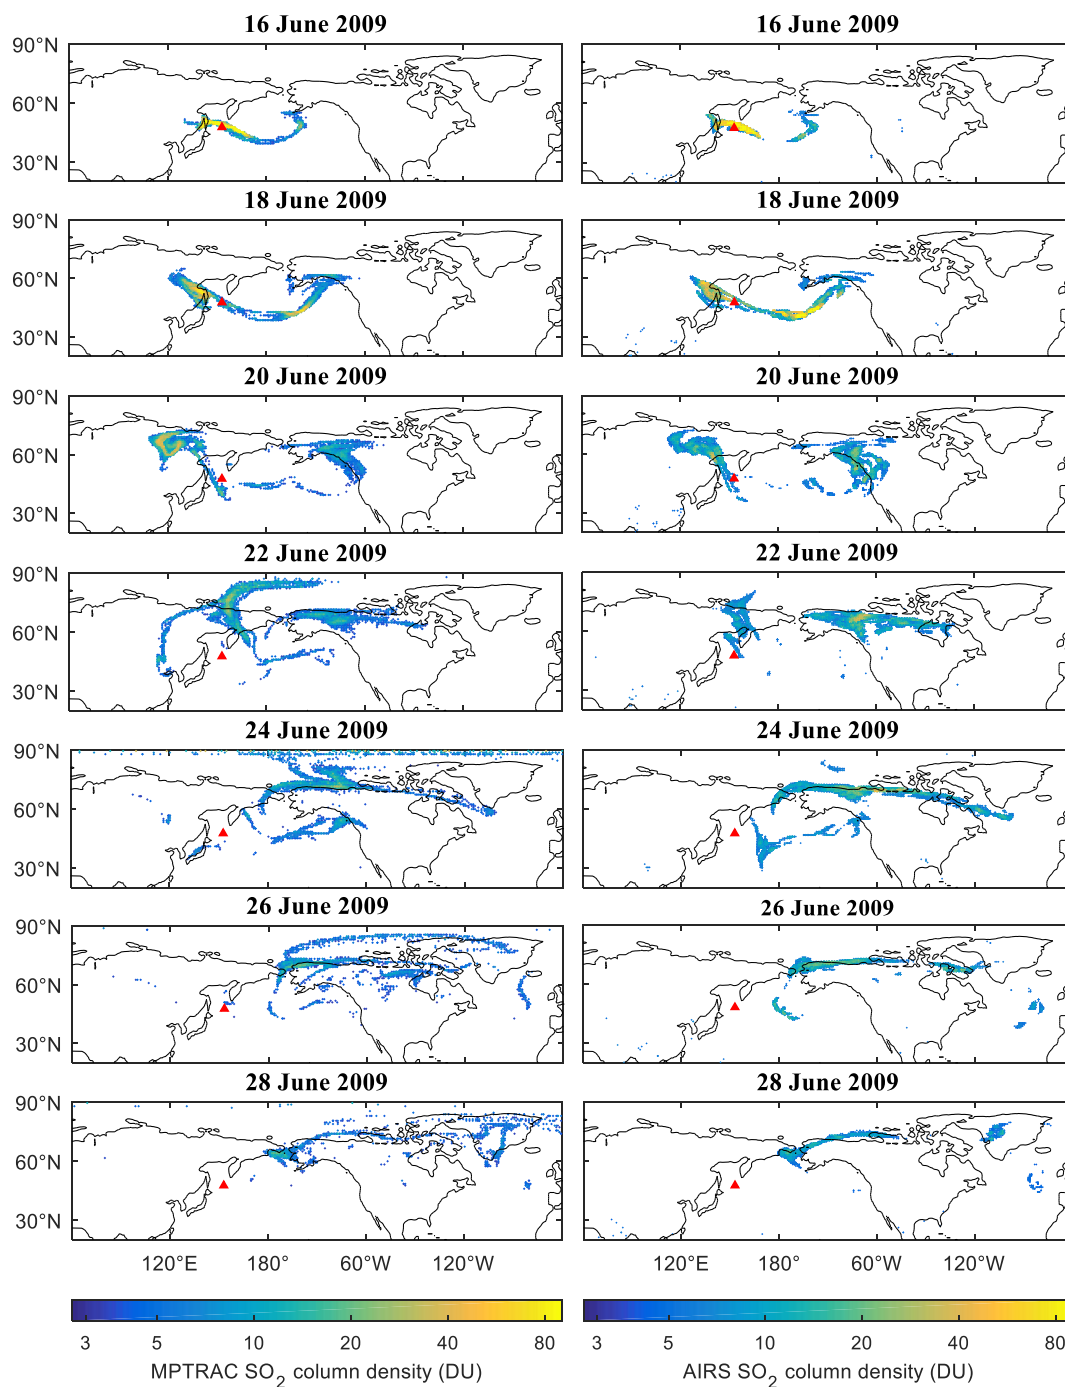 16 June 2009 16 June 2009
90°N
60°N
30°N
18 June 2009 18 June 2009
90°N
60°N
30°N
20 June 2009 20 June 2009
90°N
60°N
30°N
22 June 2009 22 June 2009
90°N
60°N
30°N
24 June 2009 24 June 2009
90°N
60°N
30°N
26 June 2009 26 June 2009
90°N
60°N
30°N
28 June 2009 28 June 2009
90°N
60°N
30°N
120°E 180° 60°W 120°W 120°E 180° 60°W 120°W
3 5 10 20 40 80 3 5 10 20 40 80
MPTRAC SO2 column density (DU) AIRS SO2 column density (DU)